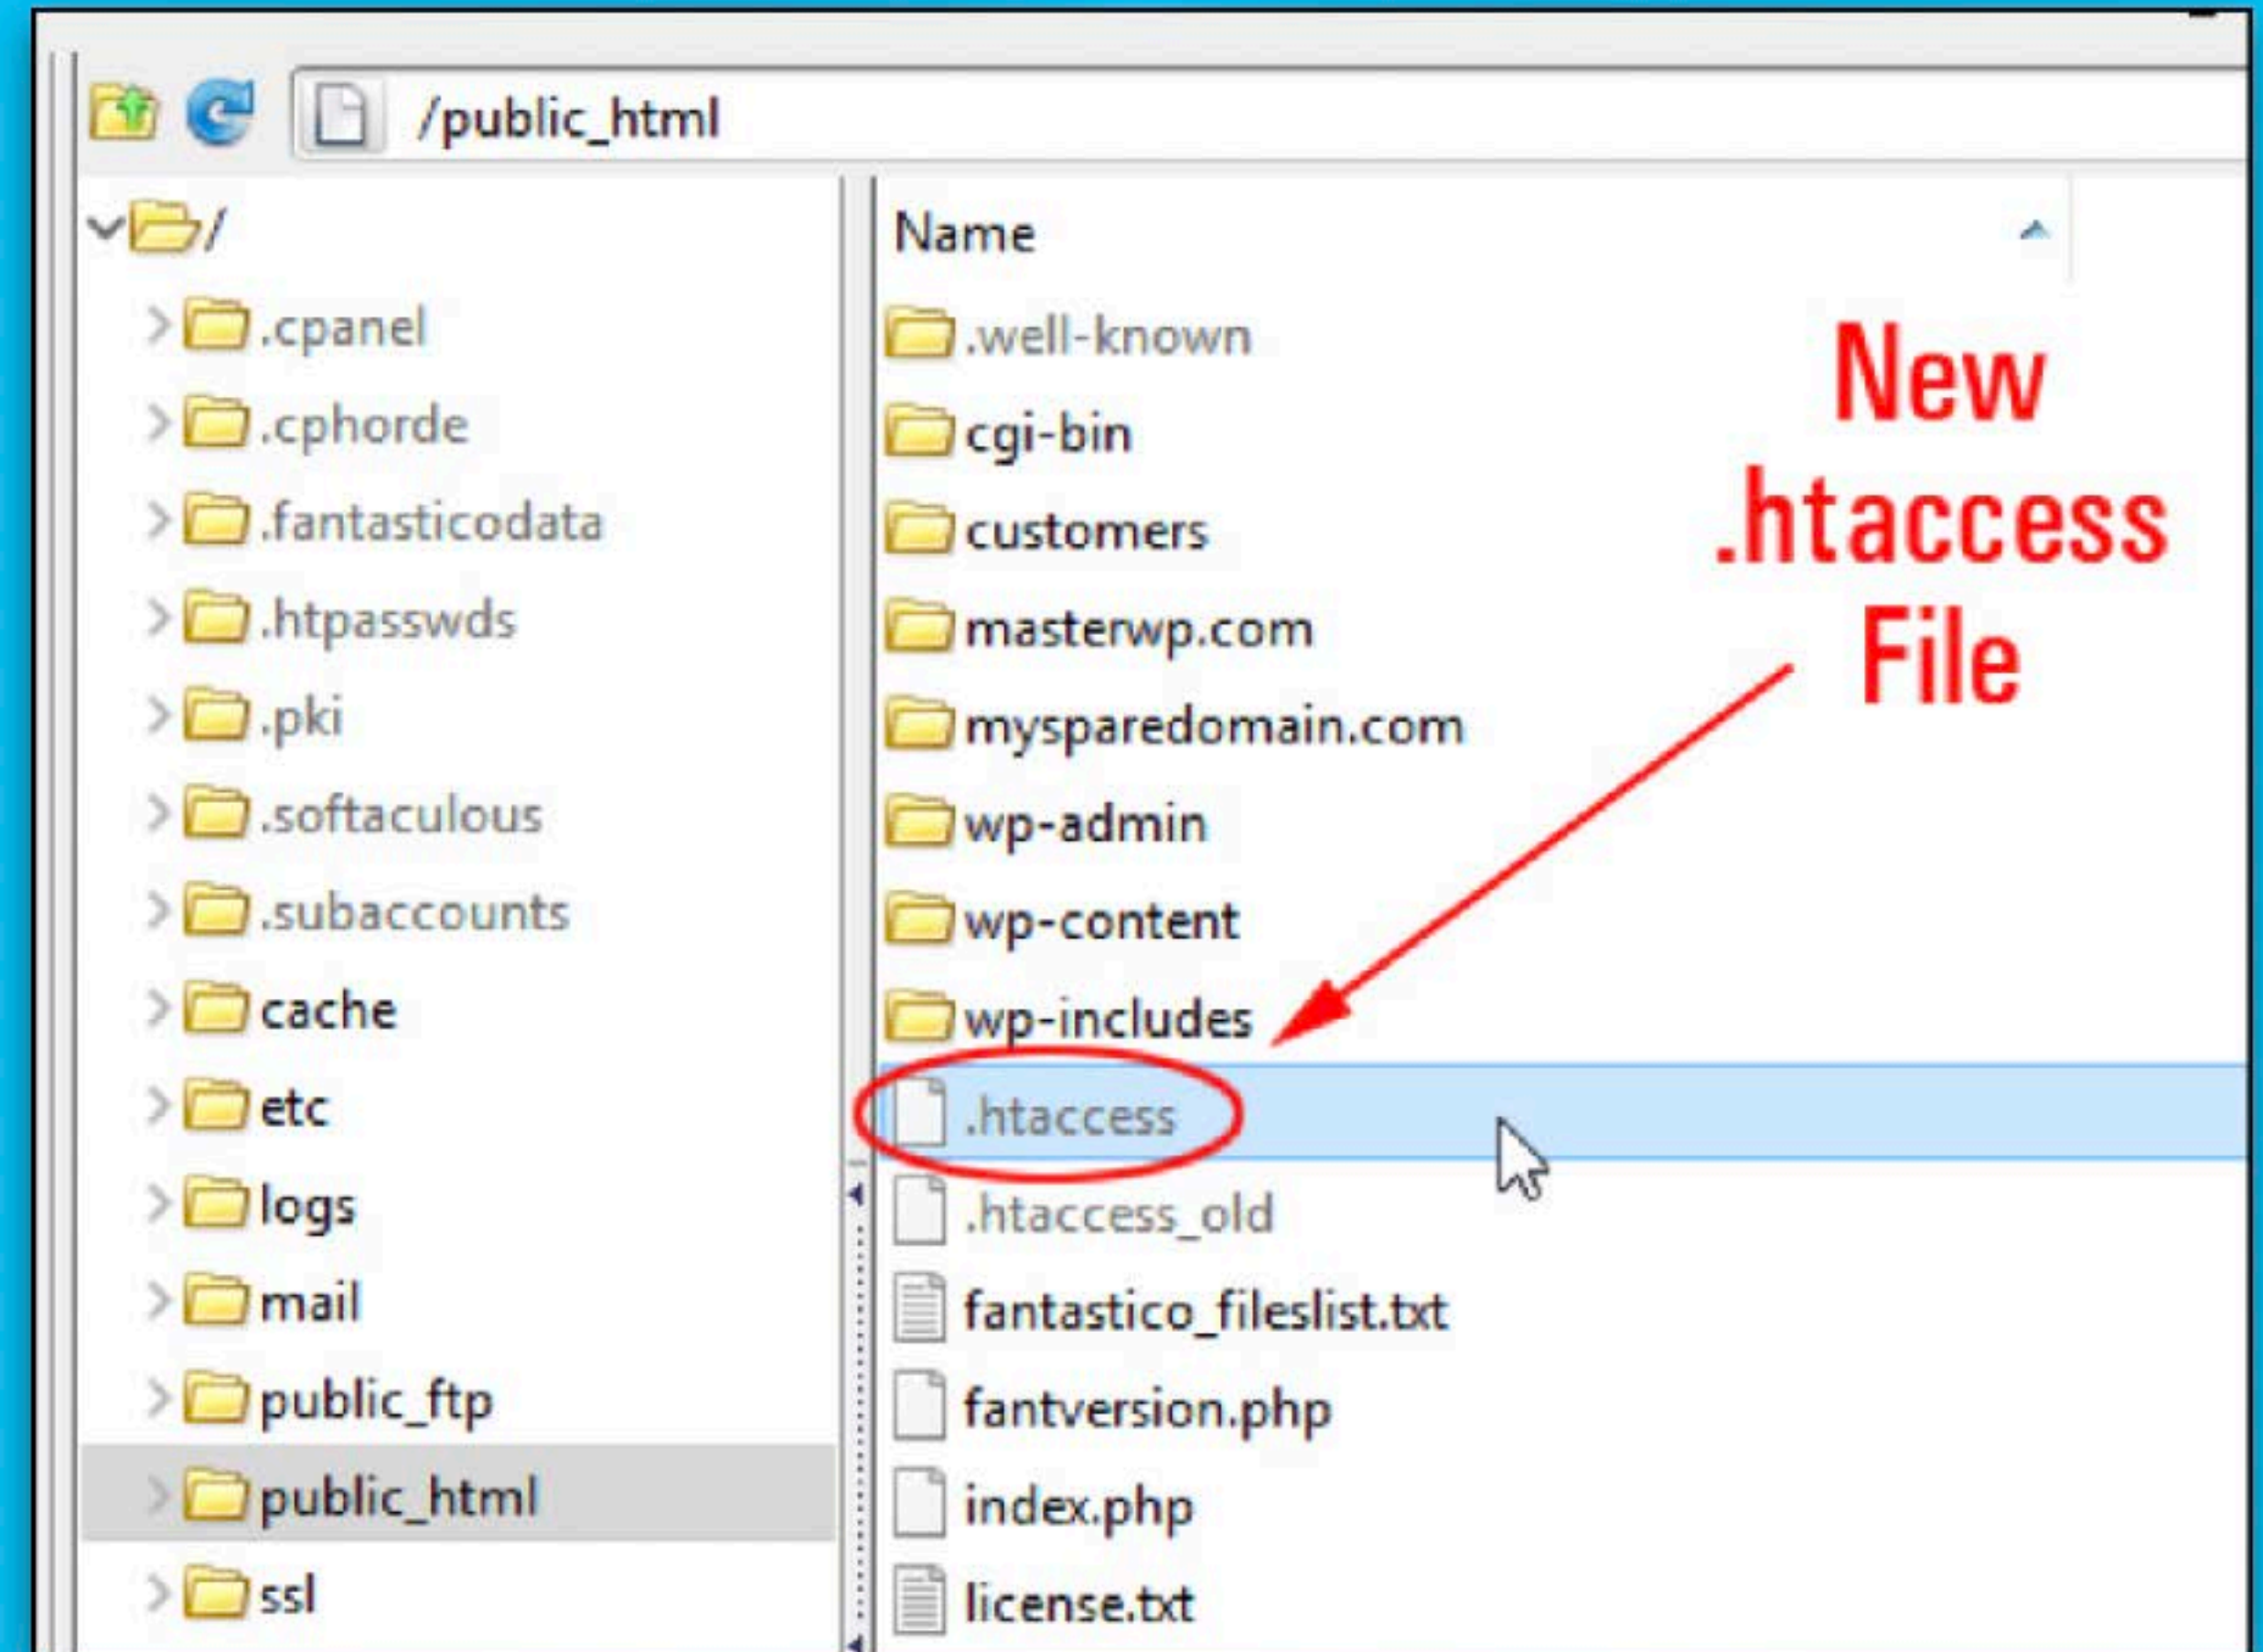 /public_html
/
.cpanel
.cphorde
.fantasticodata
.htpasswds
.pki
.softaculous
.subaccounts
cache
etc
logs
mail
public_ftp
public_html
ssl
Name
.well-known
cgi-bin
customers
masterwp.com
mysparedomain.com
wp-admin
wp-content
wp-includes
.htaccess
.htaccess_old
fantastico_fileslist.txt
fantversion.php
index.php
license.txt
New
.htaccess
File